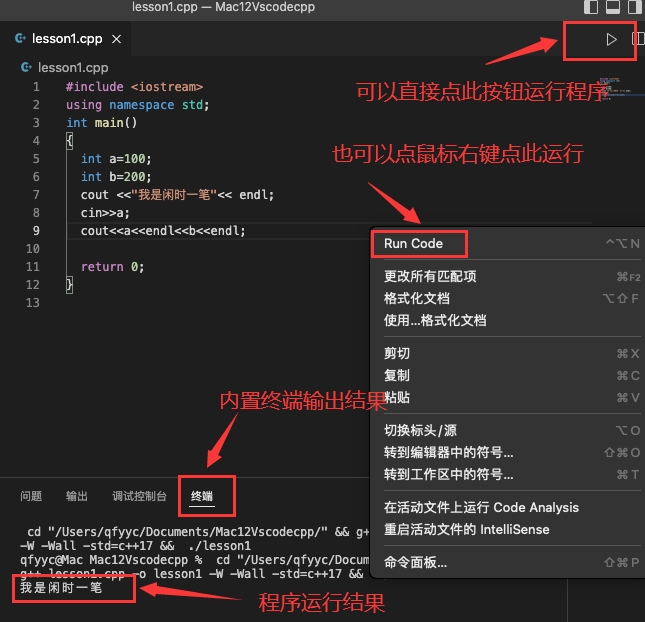 lesson1.cpp — Mac12Vscodecpp
lesson1.cpp
lesson1.cpp
可以直接点此按钮运行程序
1 #include <iostream>
2 using namespace std;
3 int main()
4 {
5 int a=100;
6 int b=200;
7 cout <<"我是闲时一笔"<< endl;
8 cin>>a;
9 cout<<a<<endl<<b<<endl;
10
11 return 0;
12 }
13
也可以点鼠标右键点此运行
Run Code ^⌥N
更改所有匹配项 ⌘F2
格式化文档 ⌥⇧F
使用...格式化文档
剪切 ⌘X
复制 ⌘C
粘贴 ⌘V
切换标头/源 ⌥O
转到编辑器中的符号... ⇧⌘O
转到工作区中的符号... ⌘T
在活动文件上运行 Code Analysis
重启活动文件的 IntelliSense
命令面板... ⇧⌘P
内置终端输出结果
问题 输出 调试控制台 终端
cd "/Users/qfyyc/Documents/Mac12Vscodecpp/" && g+
-W -Wall -std=c++17 && ./lesson1
qfyyc@Mac Mac12Vscodecpp % cd "/Users/qfyyc/Docum
g++ lesson1.cpp -o lesson1 -W -Wall -std=c++17 &&
我是闲时一笔
程序运行结果